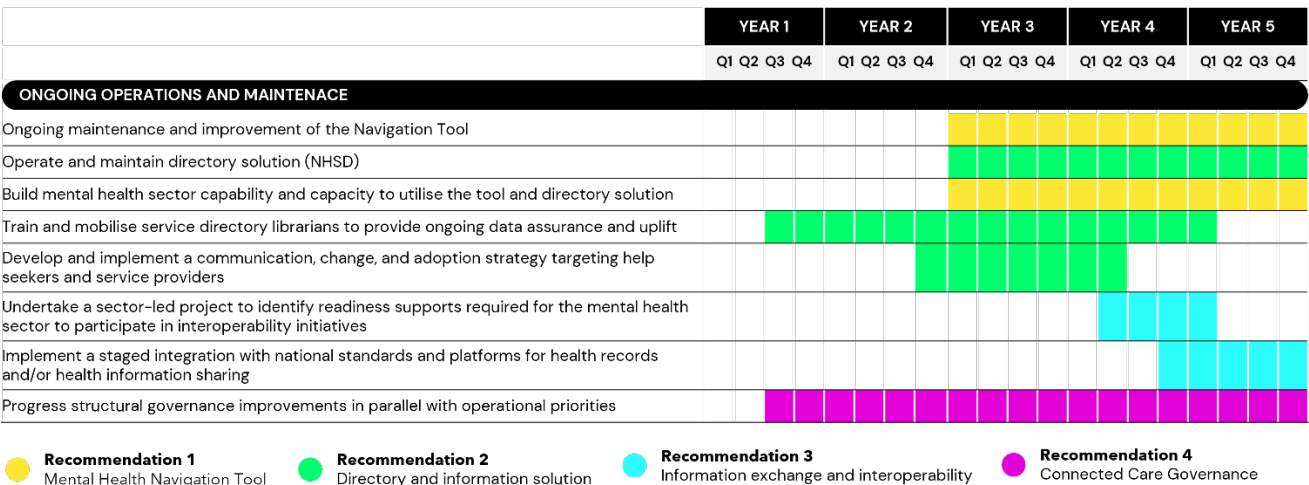 YEAR 1 YEAR 2 YEAR 3 YEAR 4 YEAR 5
Q1 Q2 Q3 Q4 Q1 Q2 Q3 Q4 Q1 Q2 Q3 Q4 Q1 Q2 Q3 Q4 Q1 Q2 Q3 Q4
ONGOING OPERATIONS AND MAINTENACE
Ongoing maintenance and improvement of the Navigation Tool
Operate and maintain directory solution (NHSD)
Build mental health sector capability and capacity to utilise the tool and directory solution
Train and mobilise service directory librarians to provide ongoing data assurance and uplift
Develop and implement a communication, change, and adoption strategy targeting help
seekers and service providers
Undertake a sector-led project to identify readiness supports required for the mental health
sector to participate in interoperability initiatives
Implement a staged integration with national standards and platforms for health records
and/or health information sharing
Progress structural governance improvements in parallel with operational priorities
Recommendation 1
Mental Health Navigation Tool
Recommendation 2
Directory and information solution
Recommendation 3
Information exchange and interoperability
Recommendation 4
Connected Care Governance